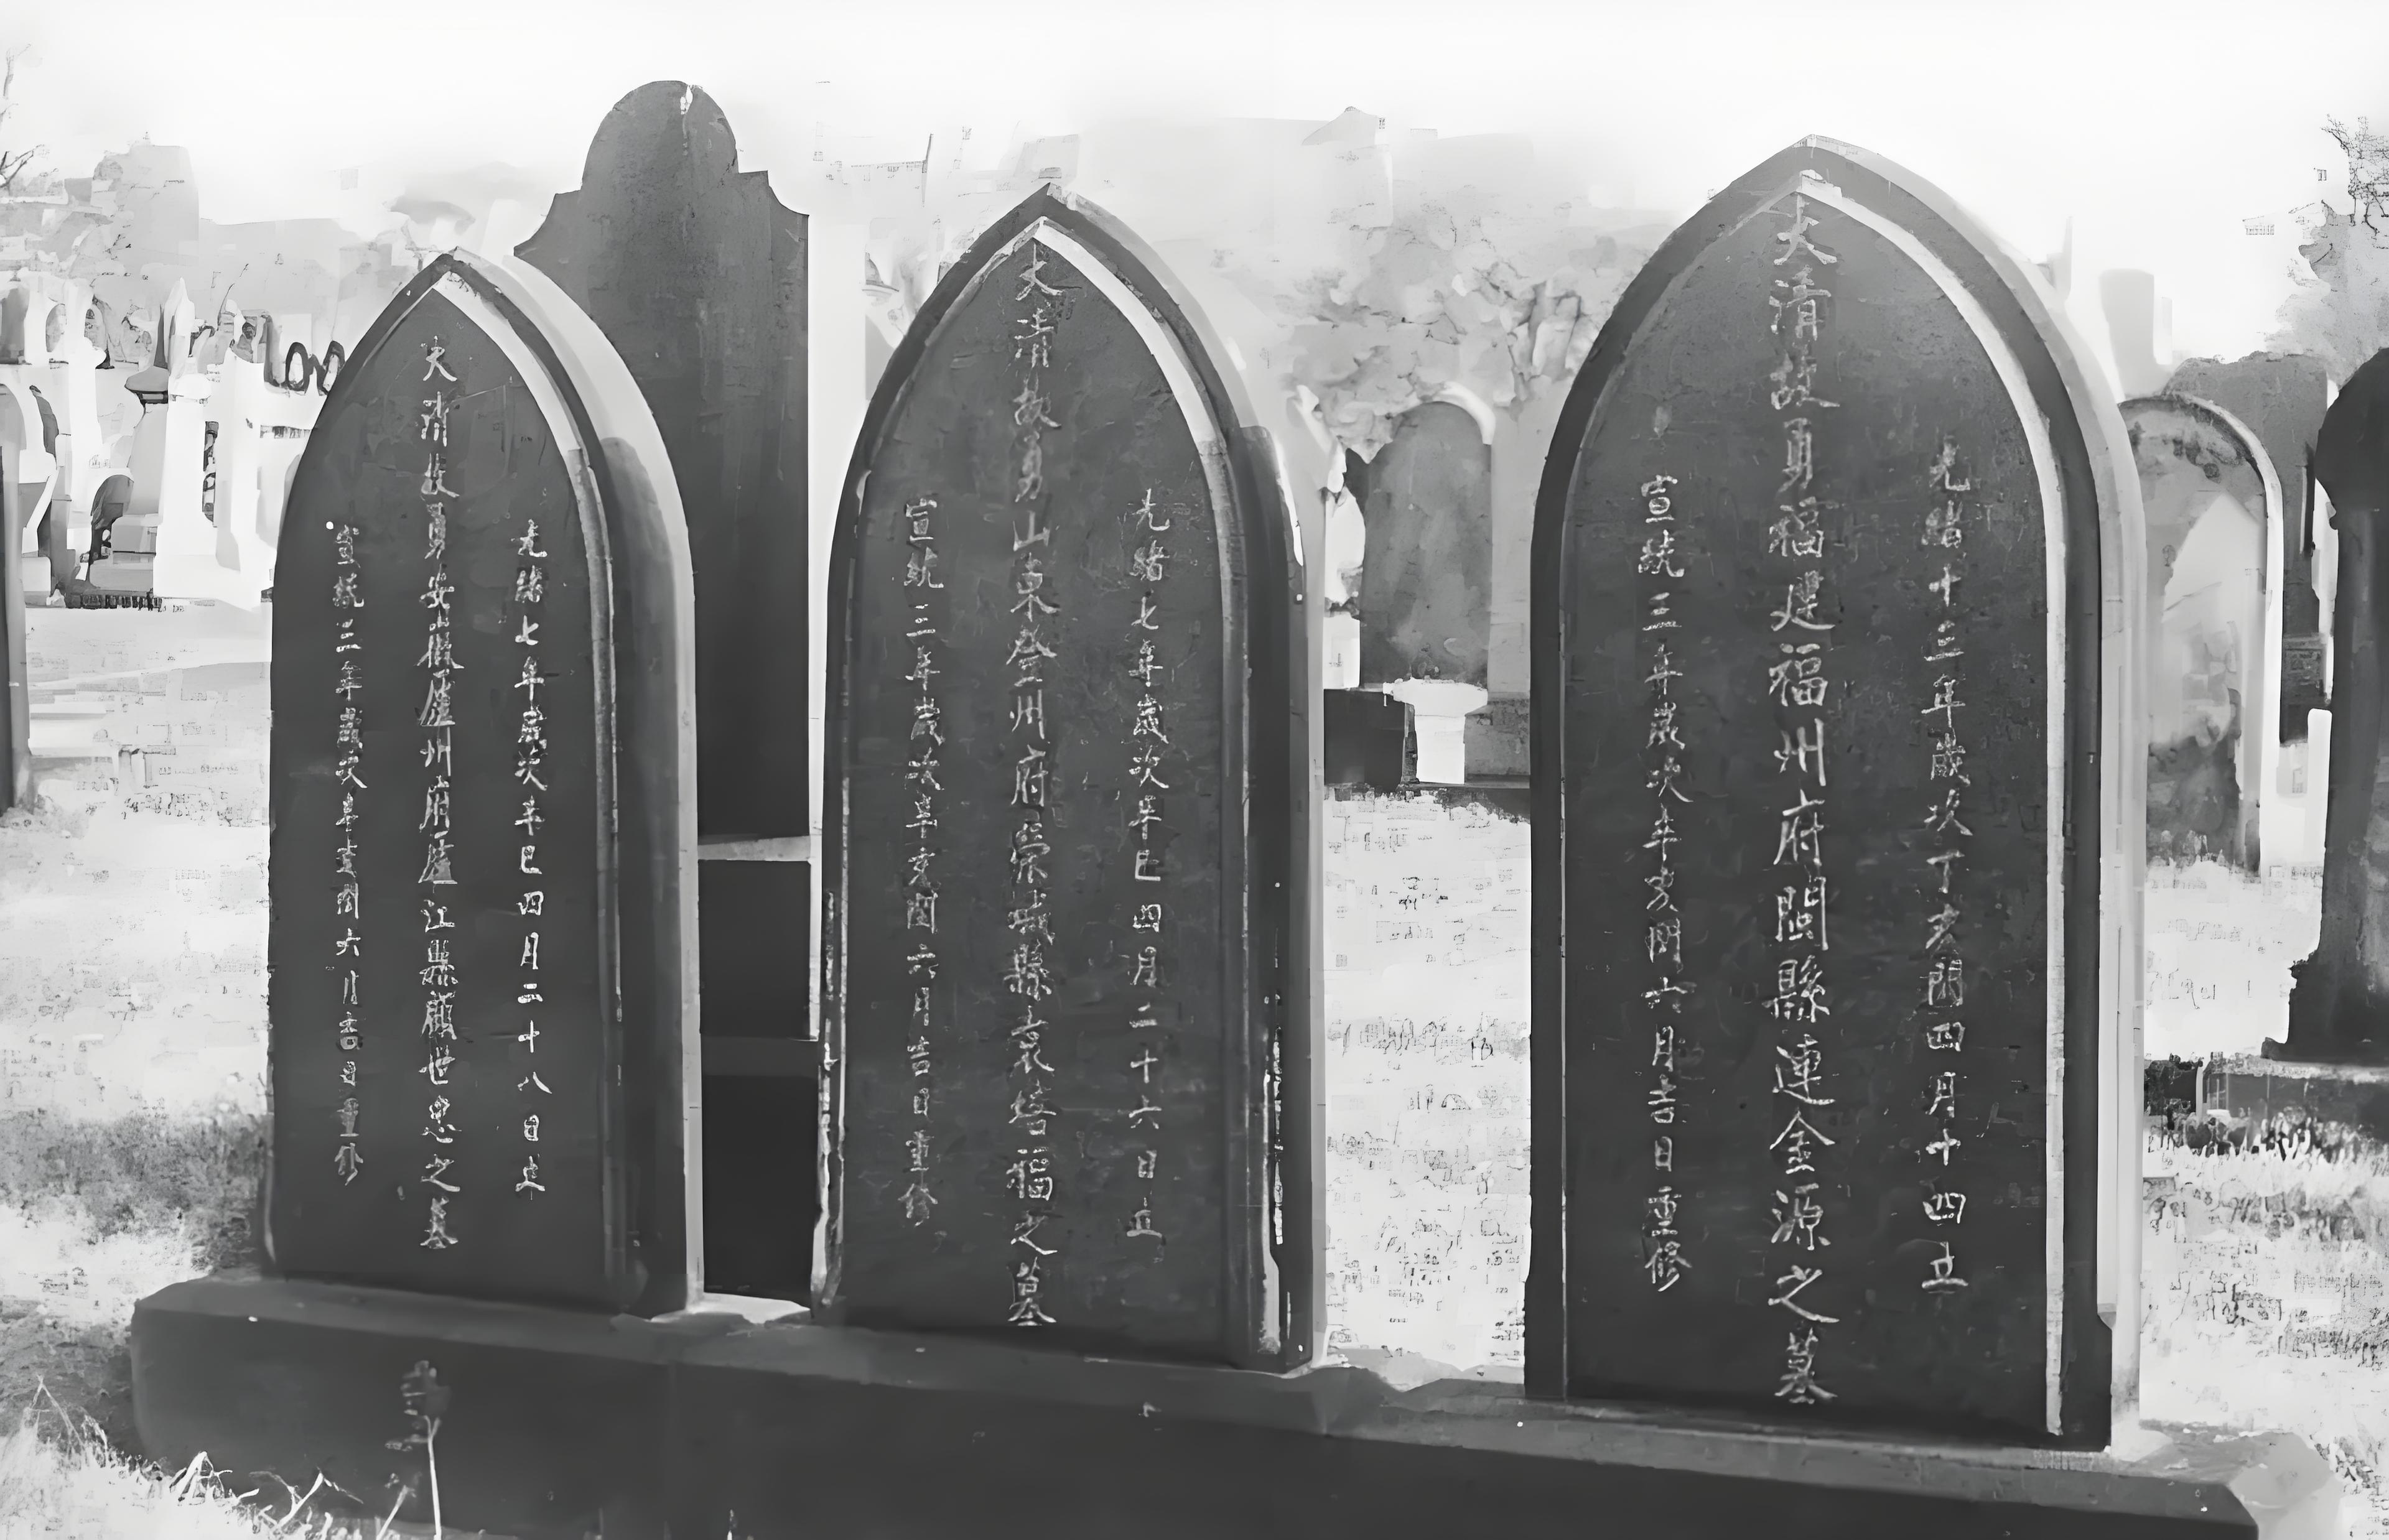 光緒十三年歲次丁亥閏四月十四立
大清故勇福建福州府閩縣連金源之墓
宣統三年歲次辛亥閏六月吉日重修
光緒七年歲次辛巳四月二十六日立
大清故勇山東登州府榮城縣袁培福之墓
宣統三年歲次辛亥閏六月吉日重修
光緒七年歲次辛巳四月二十八日立
大清故勇安徽廬州府廬江縣顧世忠之墓
宣統三年歲次辛亥閏六月吉日重修